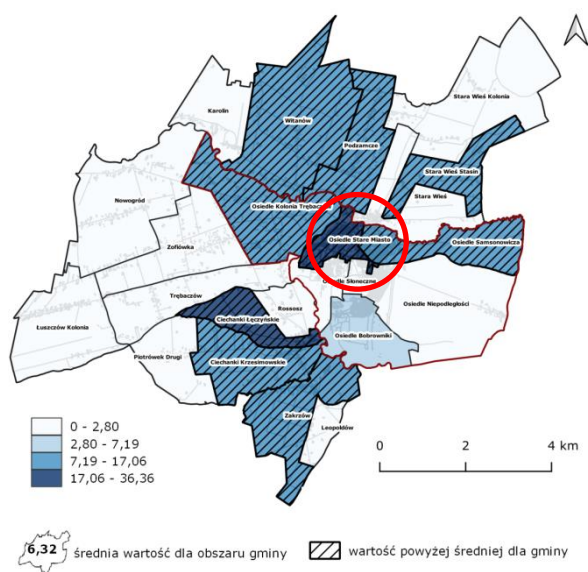 Karolin
Witanów
Podzamcze
Stara Wieś Kolonia
Stara Wieś Stasin
Stara Wieś
Nowogród
Osiedle Kolonia Trębaczów
Zofiówka
Osiedle Stare Miasto
Osiedle Samsonowicza
Osiedle Słoneczne
Trębaczów
Rossosz
Osiedle Niepodległości
Łuszczów Kolonia
Ciechanki Łęczyńskie
Piotrówek Drugi
Ciechanki Krzesimowskie
Osiedle Bobrowniki
Zakrzów
Leopoldów
0 - 2,80
2,80 - 7,19
7,19 - 17,06
17,06 - 36,36
0 2 4 km
6,32 średnia wartość dla obszaru gminy
wartość powyżej średniej dla gminy